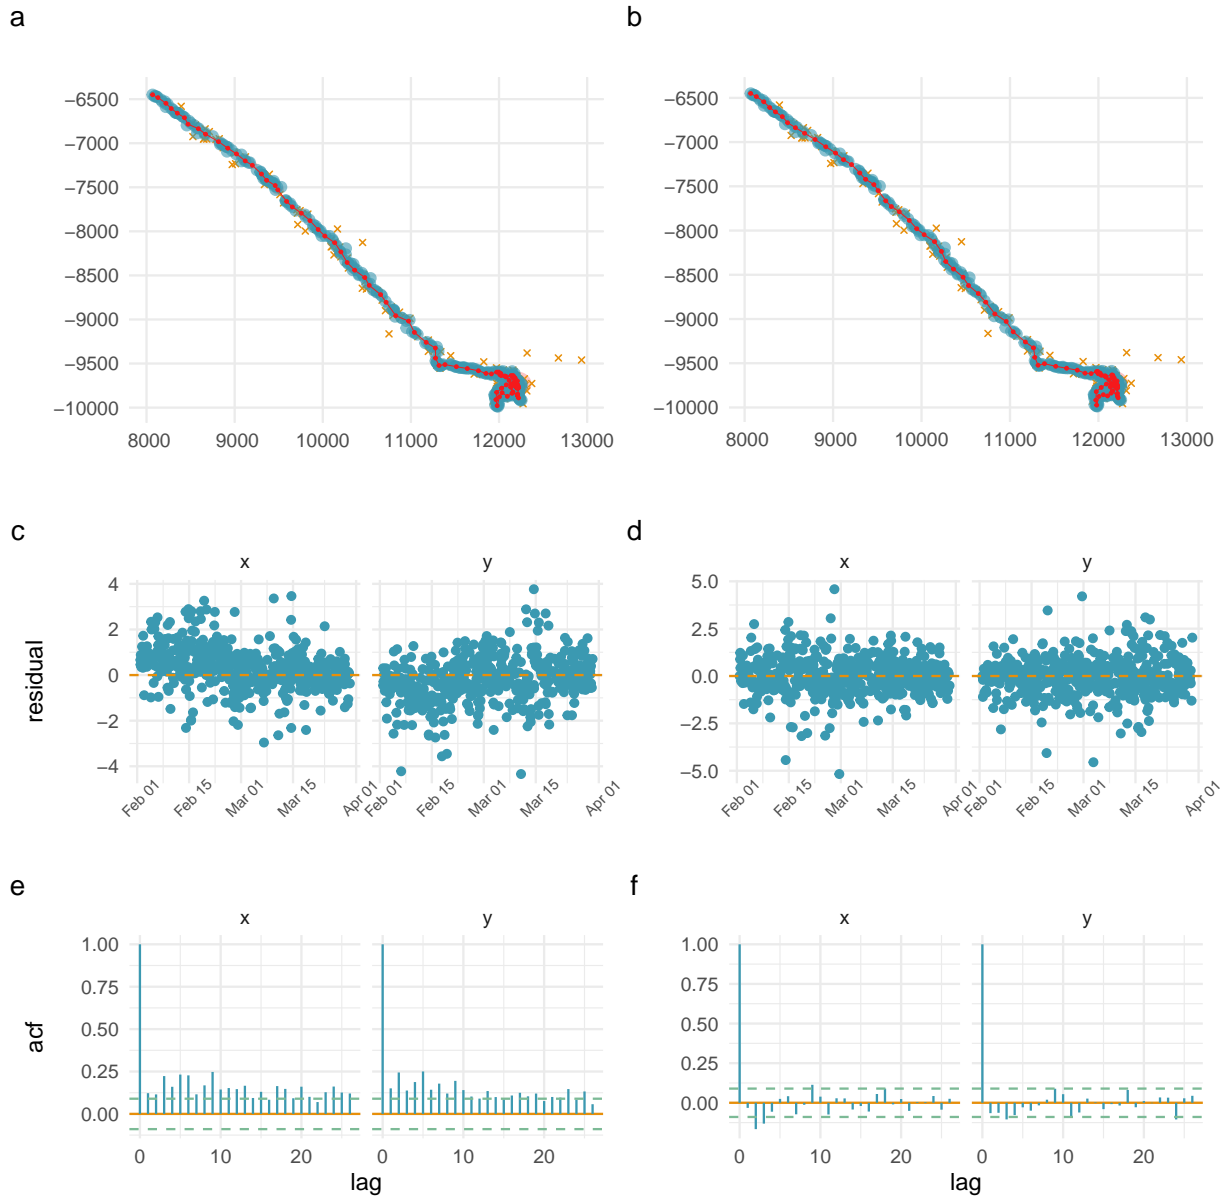 a
b
−6500
−7000
−7500
−8000
−8500
−9000
−9500
−10000
8000 9000 10000 11000 12000 13000
−6500
−7000
−7500
−8000
−8500
−9000
−9500
−10000
8000 9000 10000 11000 12000 13000
c
x y
4
2
0
−2
−4
residual
Feb 01 Feb 15 Mar 01 Mar 15 Apr 01
Feb 01 Feb 15 Mar 01 Mar 15 Apr 01
d
x y
5.0
2.5
0.0
−2.5
−5.0
Feb 01 Feb 15 Mar 01 Mar 15 Apr 01
Feb 01 Feb 15 Mar 01 Mar 15 Apr 01
e
x y
1.00
0.75
0.50
0.25
0.00
acf
0 10 20 0 10 20
lag
f
x y
1.00
0.75
0.50
0.25
0.00
0 10 20 0 10 20
lag